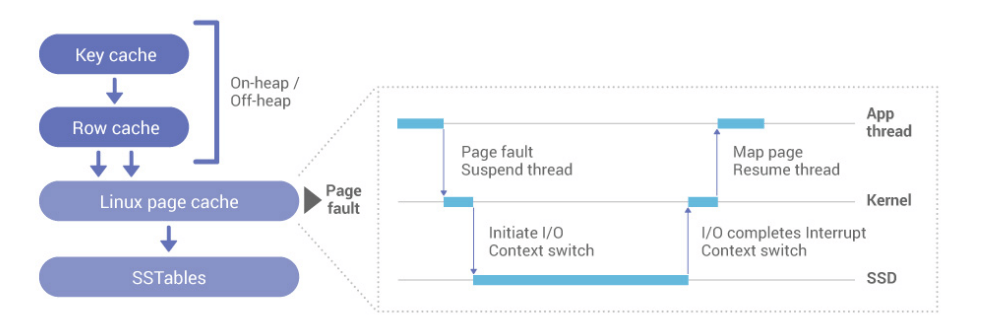 Key cache
Row cache
On-heap /
Off-heap
Linux page cache
SSTables
Page
fault
App
thread
Page fault
Suspend thread
Map page
Resume thread
Kernel
Initiate I/O
Context switch
I/O completes Interrupt
Context switch
SSD